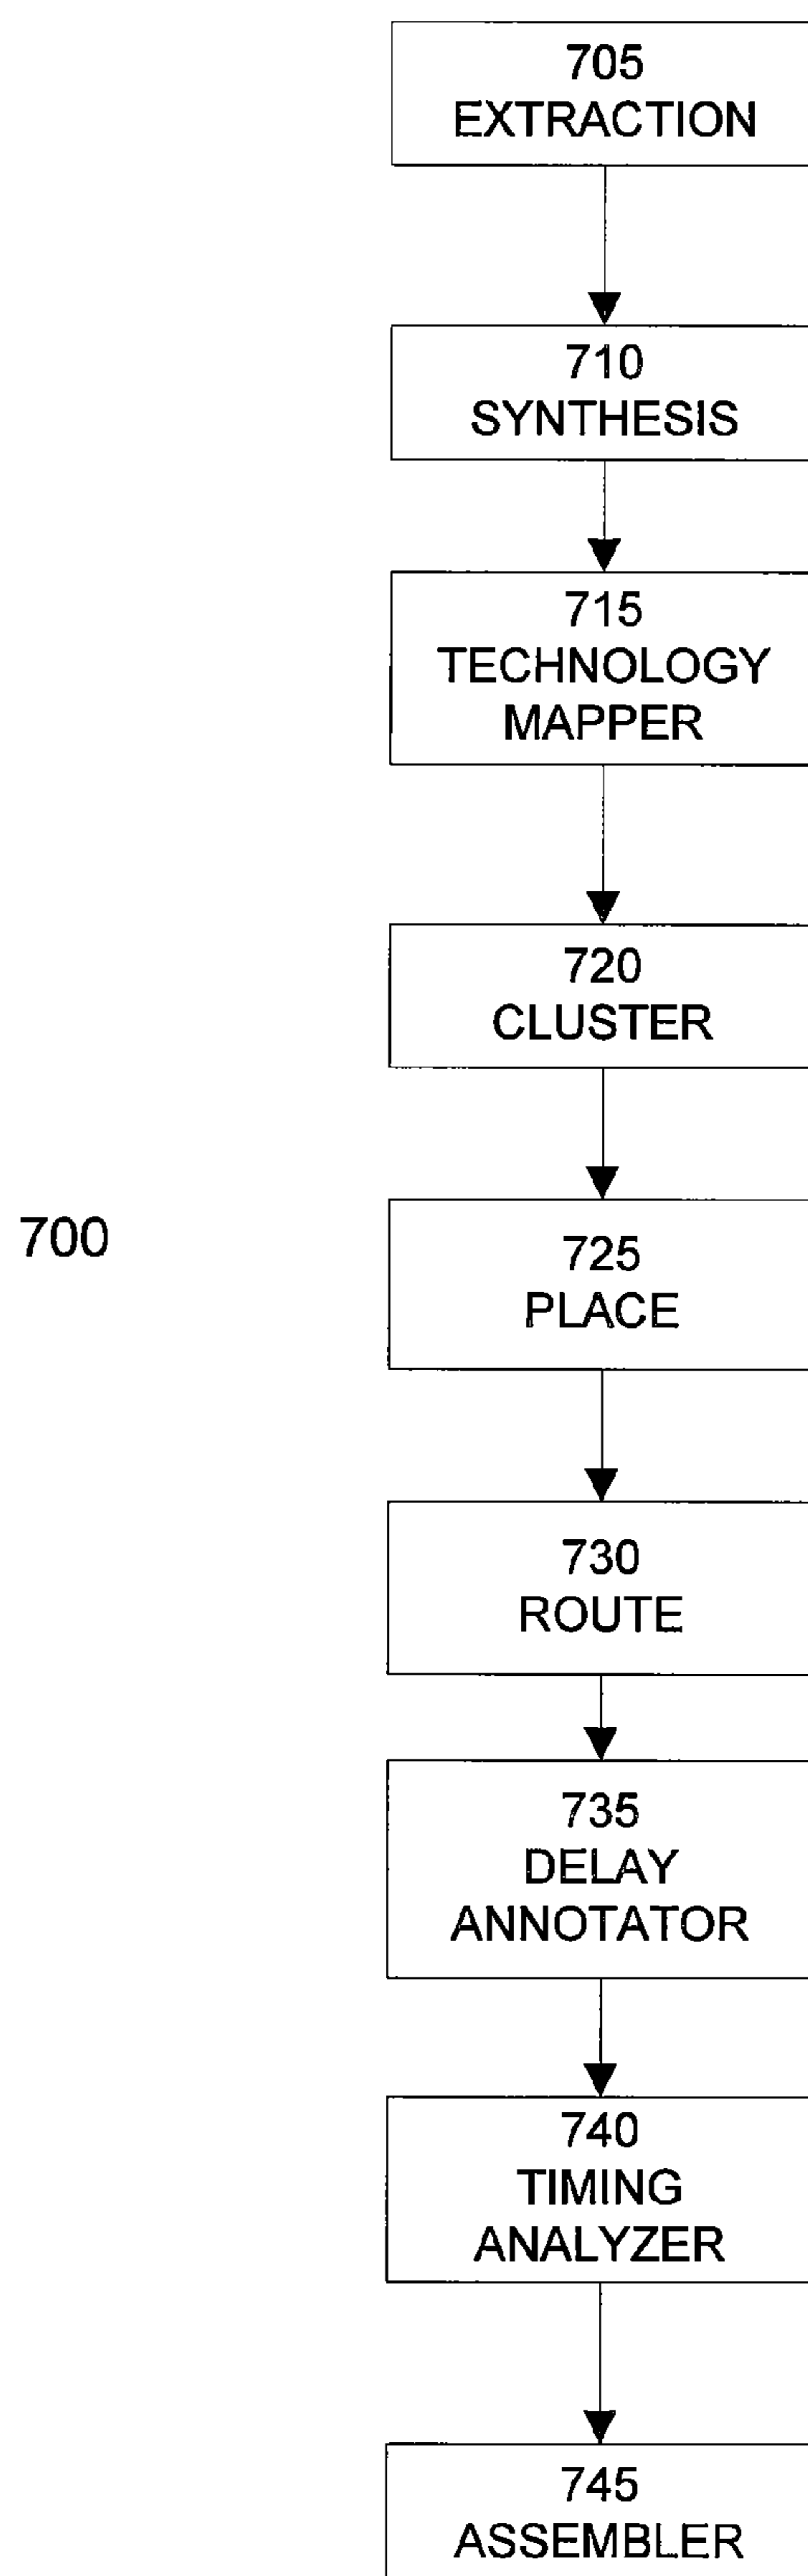 705
EXTRACTION
710
SYNTHESIS
715
TECHNOLOGY
MAPPER
720
CLUSTER
700
725
PLACE
730
ROUTE
735
DELAY
ANNOTATOR
740
TIMING
ANALYZER
745
ASSEMBLER